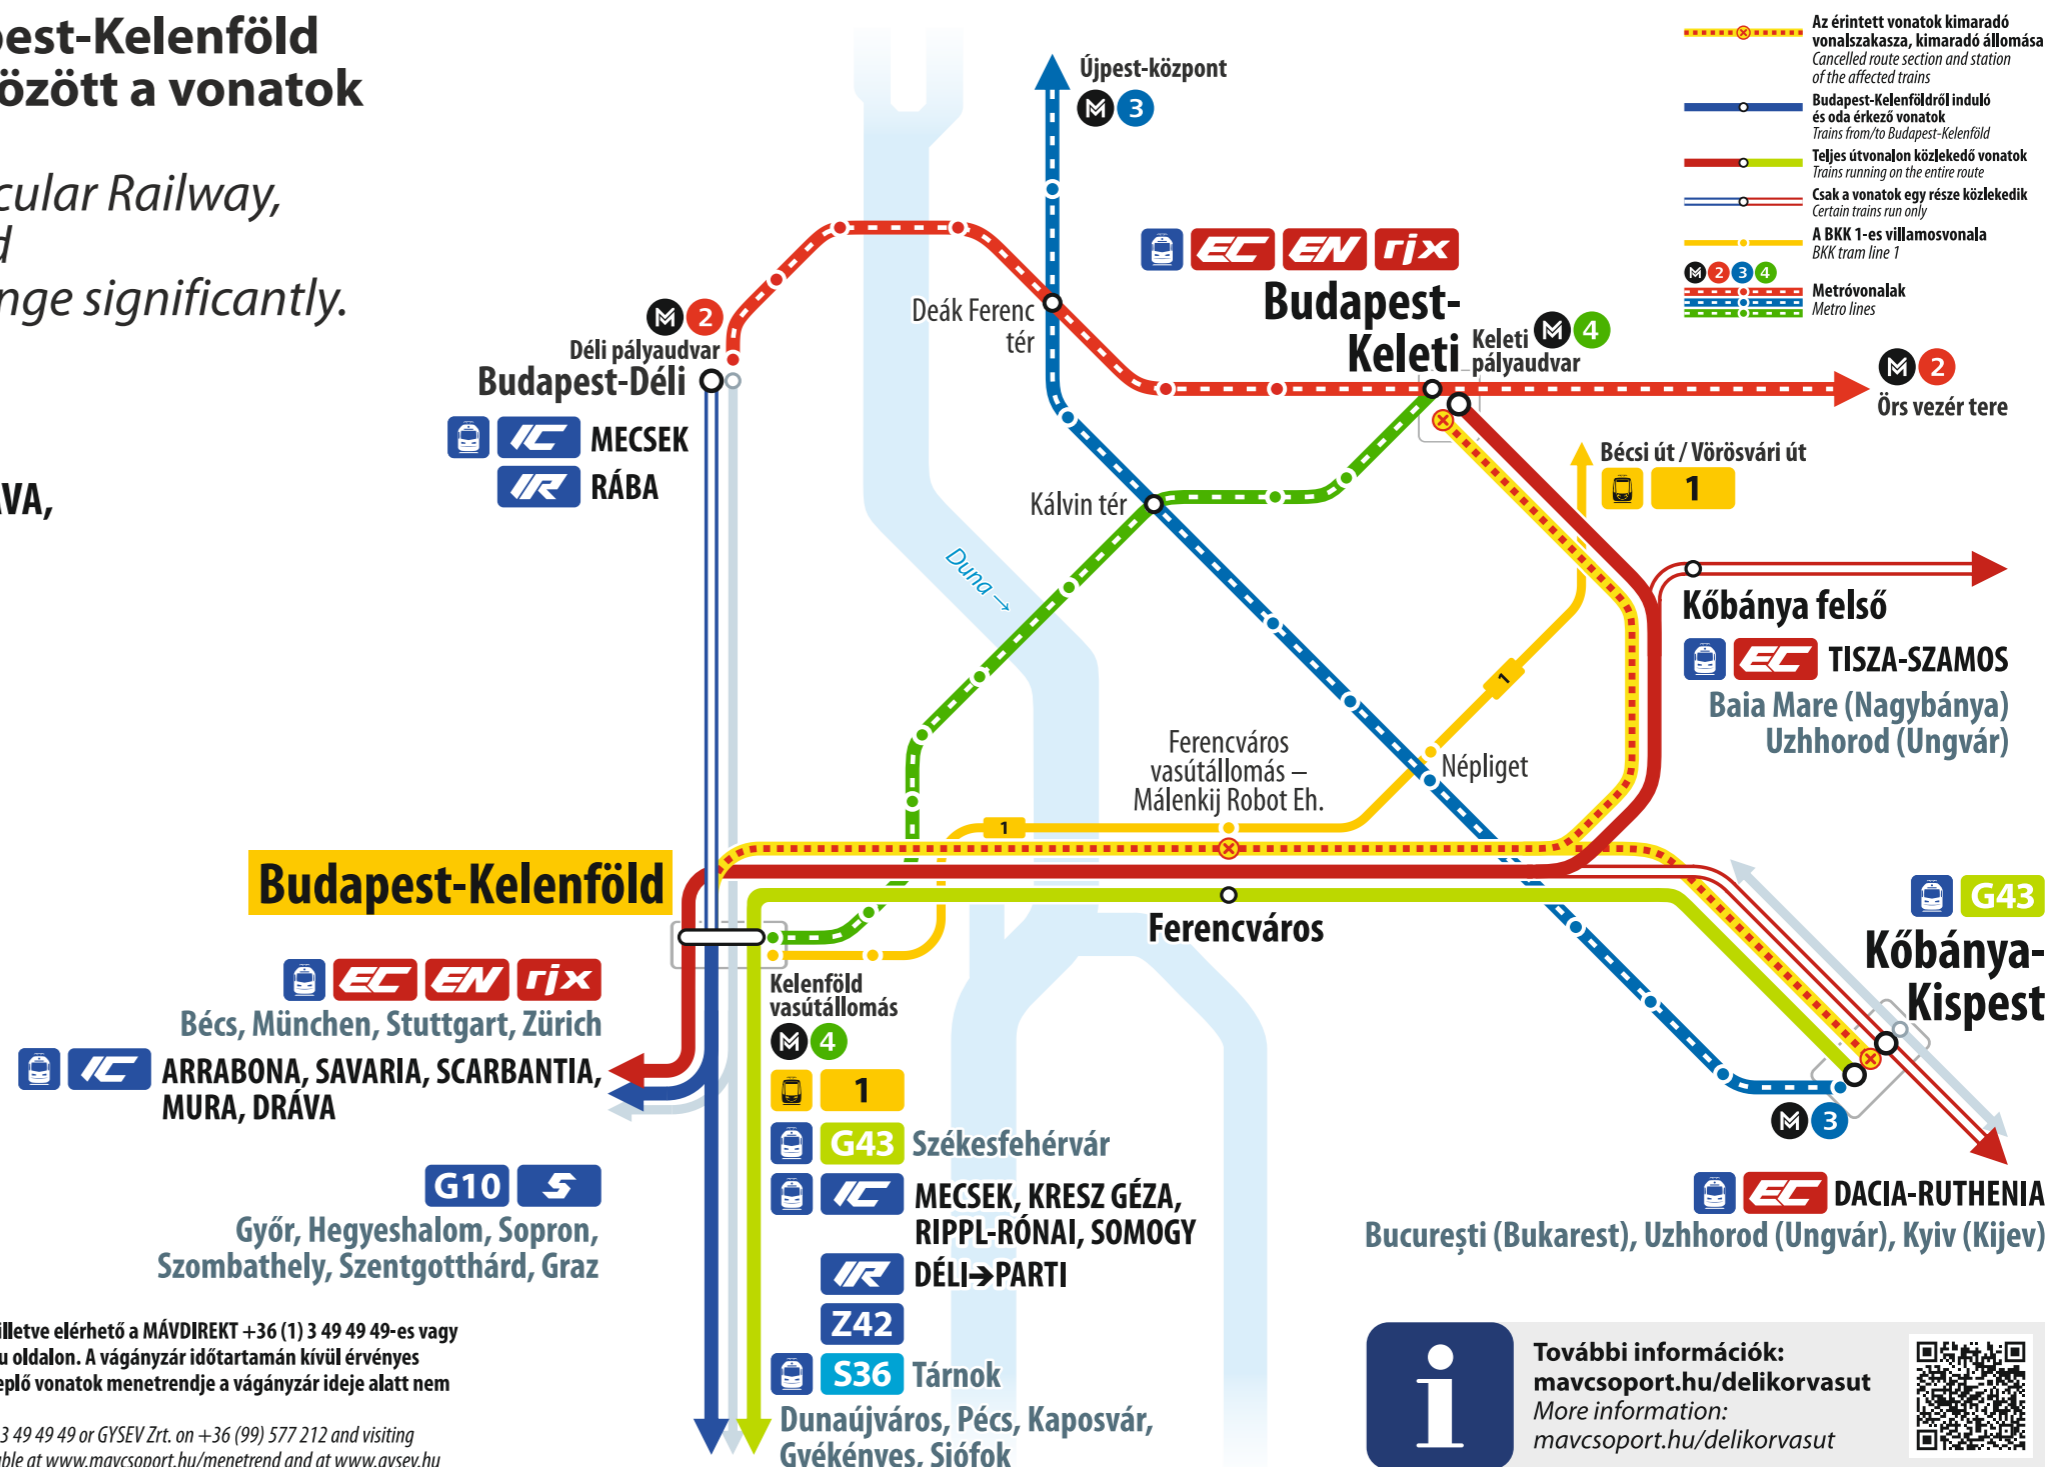 pest-Kelenföld
között a vonatok
cular Railway,
d
nge significantly.
AVA,
Az érintett vonatok kimaradó
vonalszakasza, kimaradó állomása
Cancelled route section and station
of the affected trains
Budapest-Kelenföldről induló
és oda érkező vonatok
Trains from/to Budapest-Kelenföld
Teljes útvonalon közlekedő vonatok
Trains running on the entire route
Csak a vonatok egy része közlekedik
Certain trains run only
A BKK 1-es villamosvonala
BKK tram line 1
M 2 3 4
Metróvonalak
Metro lines
Újpest-központ
M 3
EC EN rjx
Budapest-
Keleti
Keleti M 4
pályaudvar
Deák Ferenc
tér
M 2
Déli pályaudvar
Budapest-Déli
IC MECSEK
IR RÁBA
M 2
Örs vezér tere
Bécsi út / Vörösvári út
1
Kálvin tér
Duna →
Kőbánya felső
EC TISZA-SZAMOS
Baia Mare (Nagybánya)
Uzhhorod (Ungvár)
1
Ferencváros
vasútállomás –
Málenkij Robot Eh.
Népliget
1
Budapest-Kelenföld
Ferencváros
G43
Kőbánya-
Kispest
EC EN rjx
Bécs, München, Stuttgart, Zürich
IC ARRABONA, SAVARIA, SCARBANTIA,
MURA, DRÁVA
G10 S
Győr, Hegyeshalom, Sopron,
Szombathely, Szentgotthárd, Graz
Kelenföld
vasútállomás
M 4
1
G43 Székesfehérvár
IC MECSEK, KRESZ GÉZA,
RIPPL-RÓNAI, SOMOGY
IR DÉLI➔PARTI
Z42
S36 Tárnok
Dunaújváros, Pécs, Kaposvár,
Gyékényes, Siófok
M 3
EC DACIA-RUTHENIA
București (Bukarest), Uzhhorod (Ungvár), Kyiv (Kijev)
illetve elérhető a MÁVDIREKT +36 (1) 3 49 49 49-es vagy
u oldalon. A vágányzár időtartamán kívül érvényes
eplő vonatok menetrendje a vágányzár ideje alatt nem
3 49 49 49 or GYSEV Zrt. on +36 (99) 577 212 and visiting
able at www.mavcsoport.hu/menetrend and at www.gysev.hu
i
További információk:
mavcsoport.hu/delikorvasut
More information:
mavcsoport.hu/delikorvasut